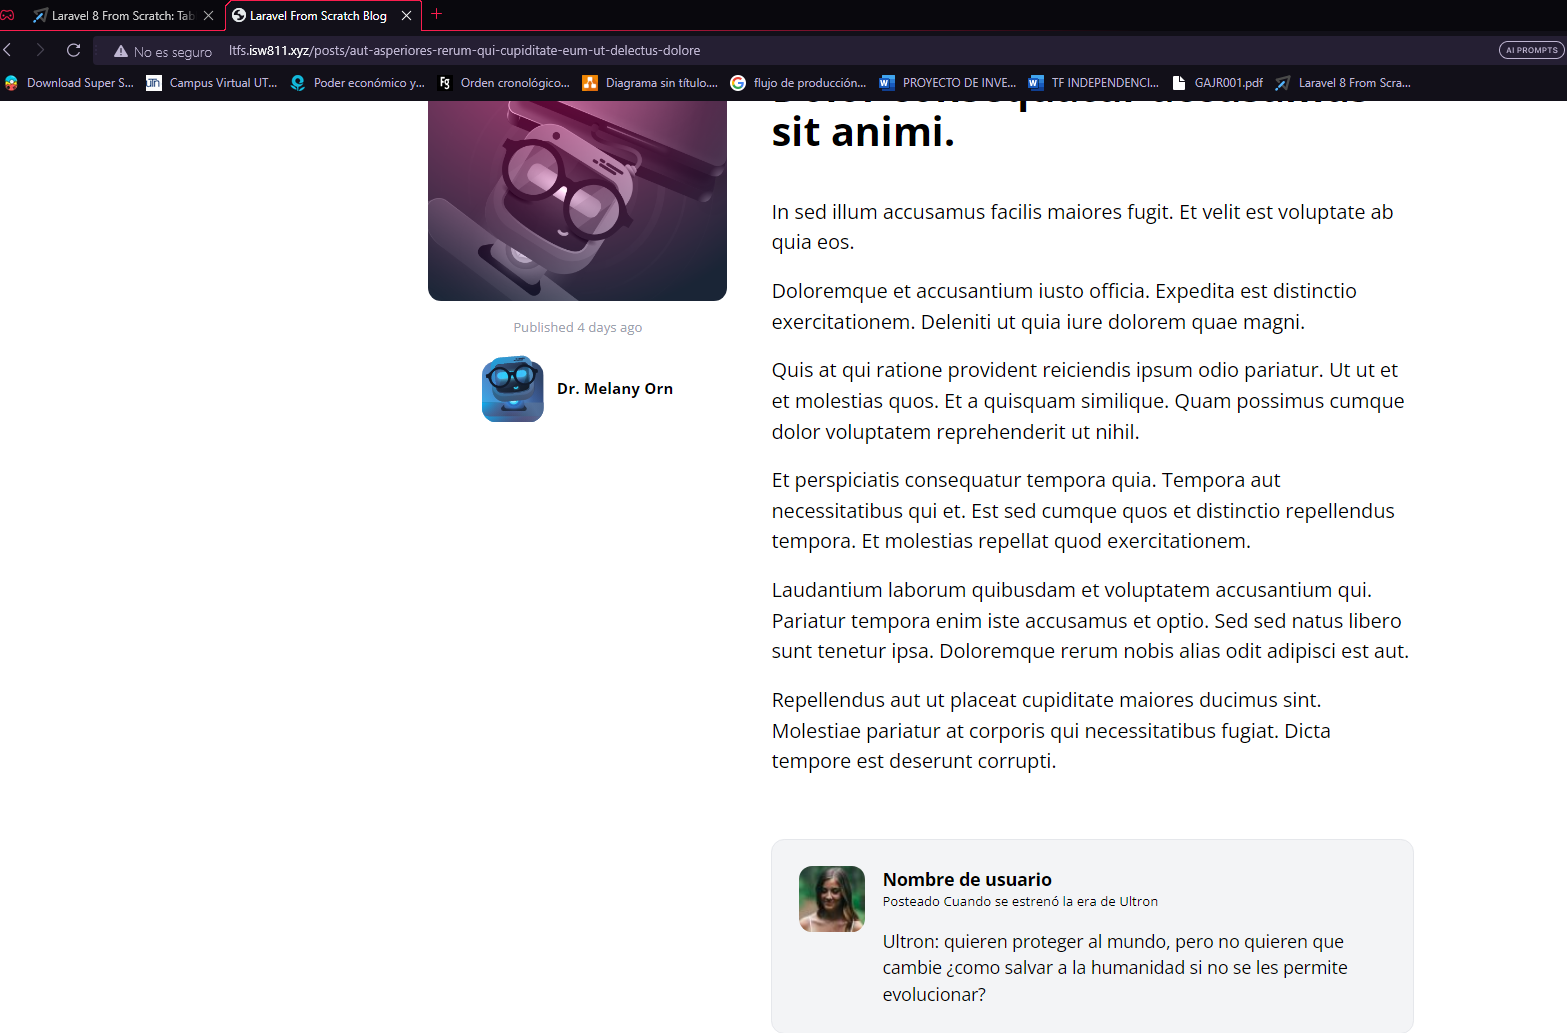 Laravel 8 From Scratch: Tab
Laravel From Scratch Blog
No es seguro
ltfs.isw811.xyz/posts/aut-asperiores-rerum-qui-cupiditate-eum-ut-delectus-dolore
AI PROMPTS
Download Super S...
Campus Virtual UT...
Poder económico y...
Orden cronológico...
Diagrama sin título....
flujo de producción...
PROYECTO DE INVE...
TF INDEPENDENCI...
GAJR001.pdf
Laravel 8 From Scra...
Dolor consequatur accusamus
sit animi.
In sed illum accusamus facilis maiores fugit. Et velit est voluptate ab
quia eos.
Doloremque et accusantium iusto officia. Expedita est distinctio
exercitationem. Deleniti ut quia iure dolorem quae magni.
Quis at qui ratione provident reiciendis ipsum odio pariatur. Ut ut et
et molestias quos. Et a quisquam similique. Quam possimus cumque
dolor voluptatem reprehenderit ut nihil.
Et perspiciatis consequatur tempora quia. Tempora aut
necessitatibus qui et. Est sed cumque quos et distinctio repellendus
tempora. Et molestias repellat quod exercitationem.
Laudantium laborum quibusdam et voluptatem accusantium qui.
Pariatur tempora enim iste accusamus et optio. Sed sed natus libero
sunt tenetur ipsa. Doloremque rerum nobis alias odit adipisci est aut.
Repellendus aut ut placeat cupiditate maiores ducimus sint.
Molestiae pariatur at corporis qui necessitatibus fugiat. Dicta
tempore est deserunt corrupti.
Published 4 days ago
Dr. Melany Orn
Nombre de usuario
Posteado Cuando se estrenó la era de Ultron
Ultron: quieren proteger al mundo, pero no quieren que
cambie ¿como salvar a la humanidad si no se les permite
evolucionar?